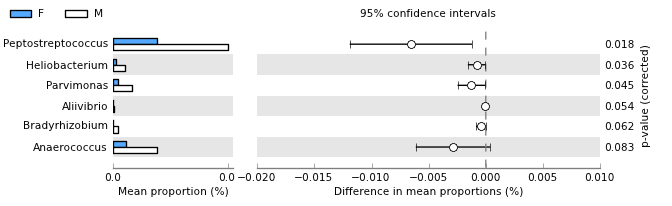 F M 95% confidence intervals
Peptostreptococcus 0.018
Heliobacterium 0.036
Parvimonas 0.045
Aliivibrio 0.054
Bradyrhizobium 0.062
Anaerococcus 0.083
p-value (corrected)
0.0 0.0 −0.020 −0.015 −0.010 −0.005 0.000 0.005 0.010
Mean proportion (%) Difference in mean proportions (%)